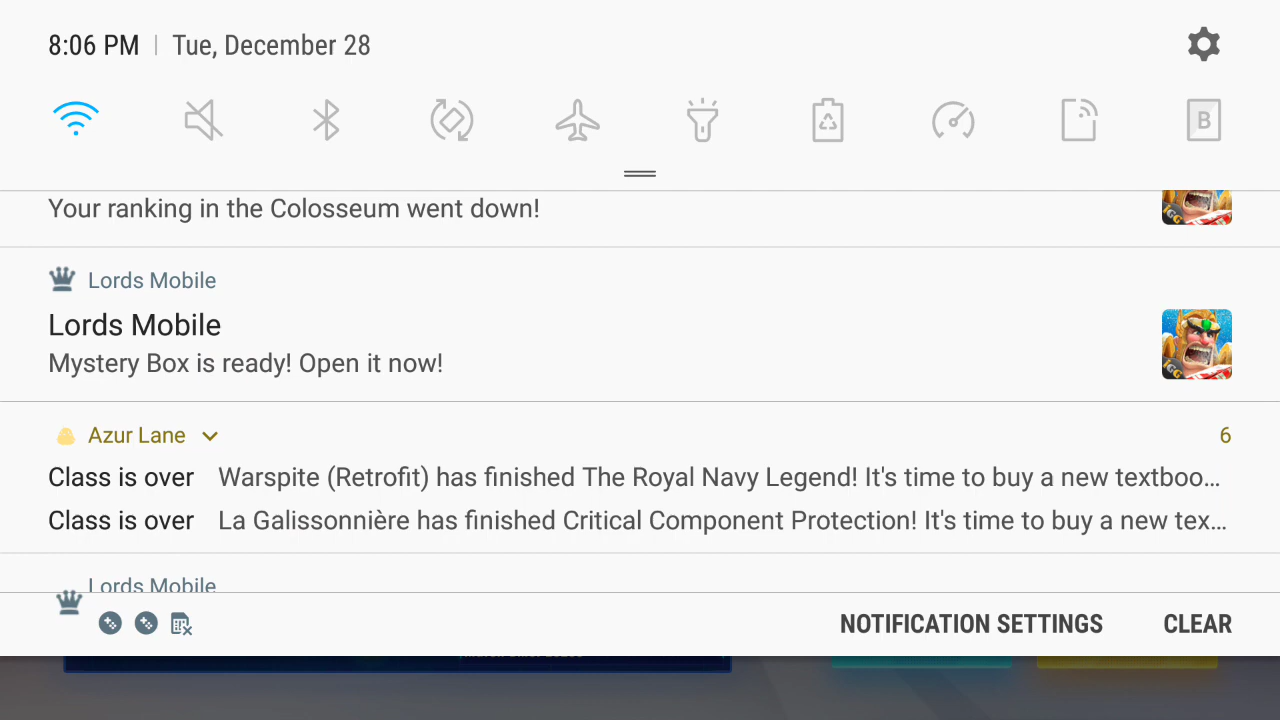 8:06 PM | Tue, December 28
B
Your ranking in the Colosseum went down!
IGG
Lords Mobile
Lords Mobile
Mystery Box is ready! Open it now!
IGG
Azur Lane 6
Class is over Warspite (Retrofit) has finished The Royal Navy Legend! It's time to buy a new textboo...
Class is over La Galissonnière has finished Critical Component Protection! It's time to buy a new tex...
Lords Mobile
NOTIFICATION SETTINGS CLEAR